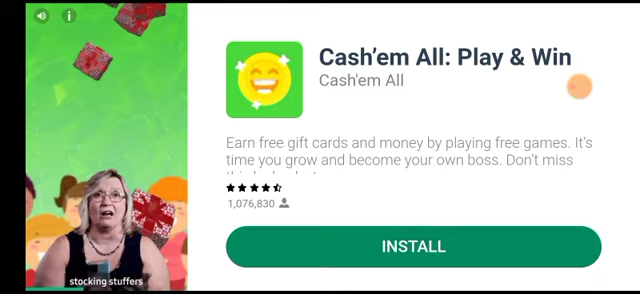 Cash'em All: Play & Win
Cash'em All
Earn free gift cards and money by playing free games. It's
time you grow and become your own boss. Don't miss
1,076,830
INSTALL
stocking stuffers